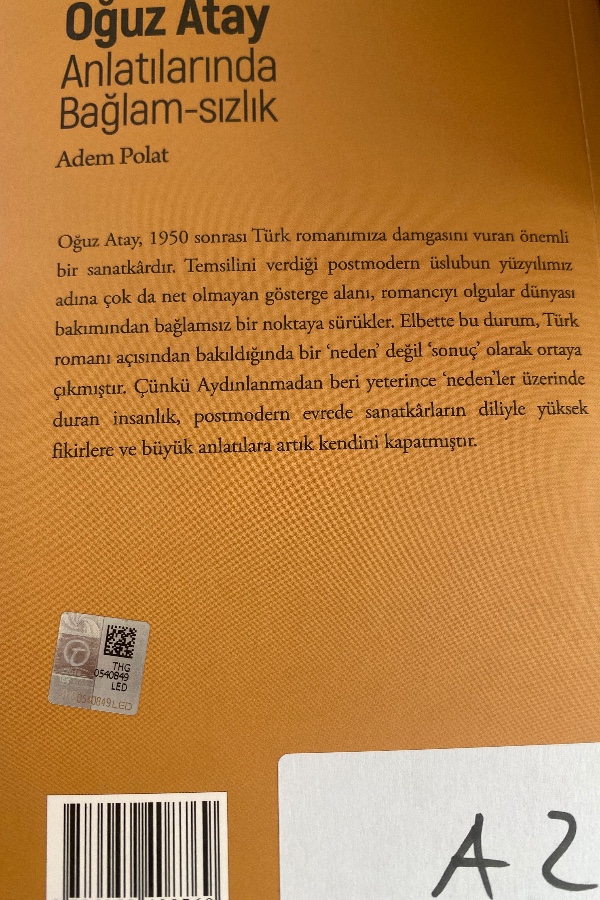 Oğuz Atay
Anlatılarında
Bağlam-sızlık
Adem Polat
Oğuz Atay, 1950 sonrası Türk romanımıza damgasını vuran önemli
bir sanatkârdır. Temsilini verdiği postmodern üslubun yüzyılımız
adına çok da net olmayan gösterge alanı, romancıyı olgular dünyası
bakımından bağlamsız bir noktaya sürükler. Elbette bu durum, Türk
romanı açısından bakıldığında bir ‘neden’ değil ‘sonuç’ olarak ortaya
çıkmıştır. Çünkü Aydınlanmadan beri yeterince ‘neden’ler üzerinde
duran insanlık, postmodern evrede sanatkârların diliyle yüksek
fikirlere ve büyük anlatılara artık kendini kapatmıştır.
THG
0540849
LED
0540849 LED
A2